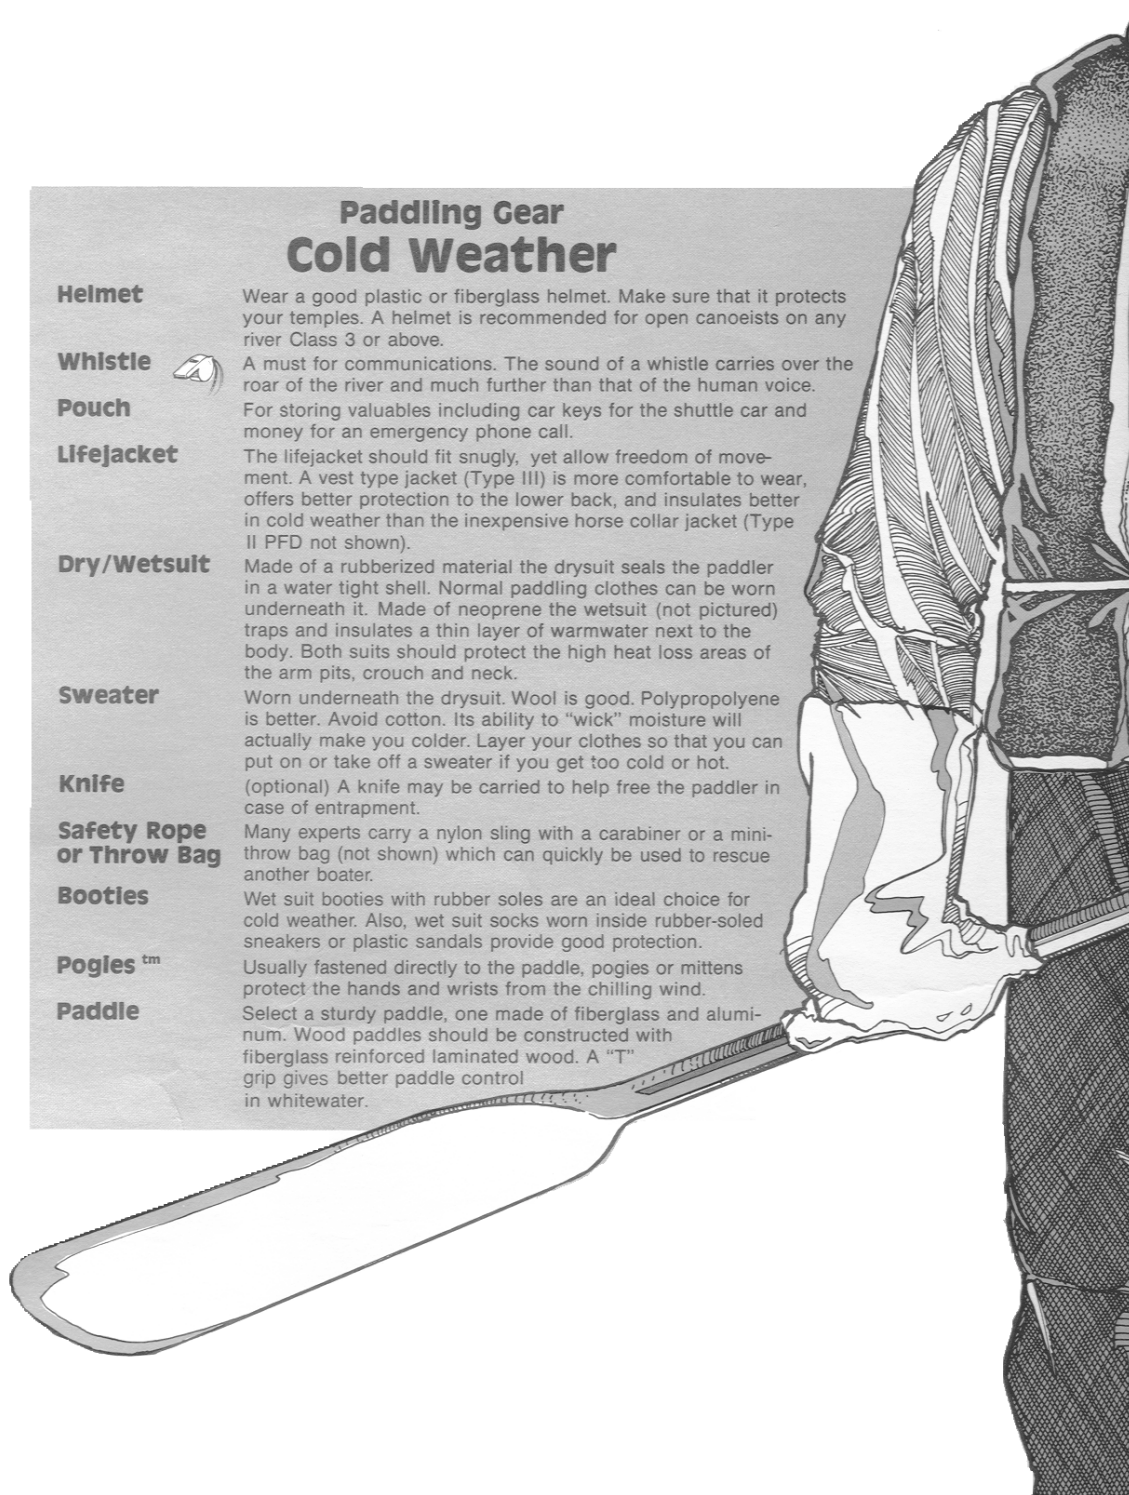 Paddling Gear
Cold Weather
Helmet
Wear a good plastic or fiberglass helmet. Make sure that it protects
your temples. A helmet is recommended for open canoeists on any
river Class 3 or above.
Whistle
A must for communications. The sound of a whistle carries over the
roar of the river and much further than that of the human voice.
Pouch
For storing valuables including car keys for the shuttle car and
money for an emergency phone call.
Lifejacket
The lifejacket should fit snugly, yet allow freedom of move-
ment. A vest type jacket (Type III) is more comfortable to wear,
offers better protection to the lower back, and insulates better
in cold weather than the inexpensive horse collar jacket (Type
II PFD not shown).
Dry/Wetsuit
Made of a rubberized material the drysuit seals the paddler
in a water tight shell. Normal paddling clothes can be worn
underneath it. Made of neoprene the wetsuit (not pictured)
traps and insulates a thin layer of warmwater next to the
body. Both suits should protect the high heat loss areas of
the arm pits, crouch and neck.
Sweater
Worn underneath the drysuit. Wool is good. Polypropolyene
is better. Avoid cotton. Its ability to "wick" moisture will
actually make you colder. Layer your clothes so that you can
put on or take off a sweater if you get too cold or hot.
Knife
(optional) A knife may be carried to help free the paddler in
case of entrapment.
Safety Rope
or Throw Bag
Many experts carry a nylon sling with a carabiner or a mini-
throw bag (not shown) which can quickly be used to rescue
another boater.
Booties
Wet suit booties with rubber soles are an ideal choice for
cold weather. Also, wet suit socks worn inside rubber-soled
sneakers or plastic sandals provide good protection.
Pogies tm
Usually fastened directly to the paddle, pogies or mittens
protect the hands and wrists from the chilling wind.
Paddle
Select a sturdy paddle, one made of fiberglass and alumi-
num. Wood paddles should be constructed with
fiberglass reinforced laminated wood. A "T"
grip gives better paddle control
in whitewater.